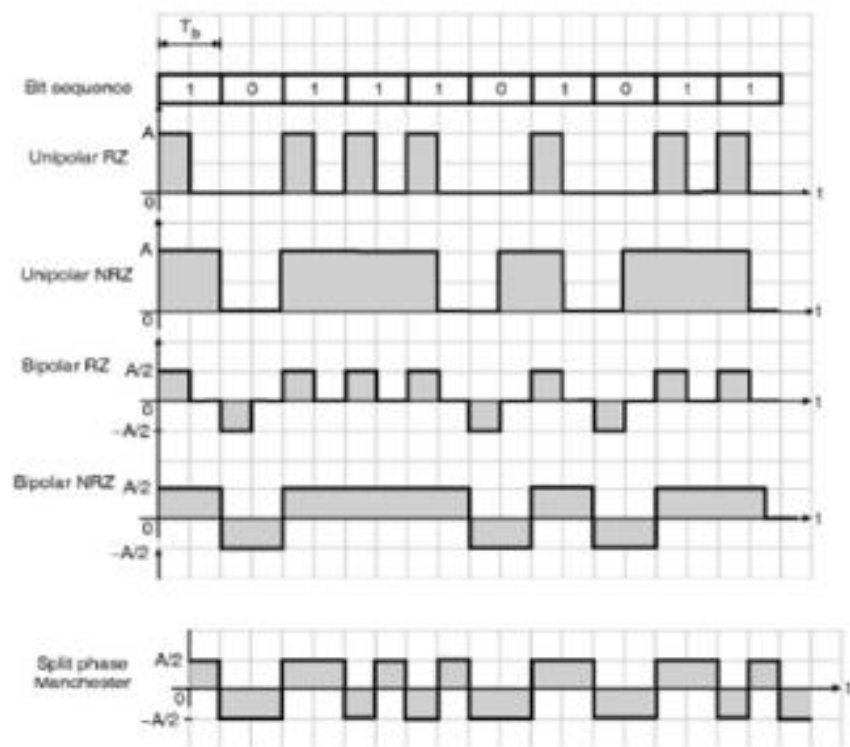 T_b
Bit sequence 1 0 1 1 1 0 1 0 1 1
A
Unipolar RZ
0 t
A
Unipolar NRZ
0 t
Bipolar RZ A/2
0 t
−A/2
Bipolar NRZ A/2
0 t
−A/2
Split phase A/2
Manchester
0 t
−A/2